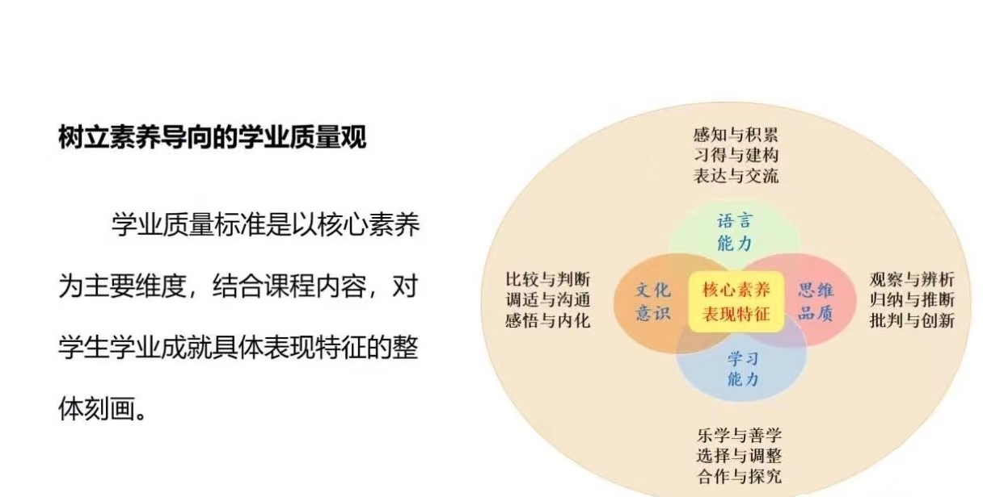 树立素养导向的学业质量观
学业质量标准是以核心素养
为主要维度，结合课程内容，对
学生学业成就具体表现特征的整
体刻画。
感知与积累
习得与建构
表达与交流
语言
能力
比较与判断
调适与沟通
感悟与内化
文化
意识
核心素养
表现特征
思维
品质
观察与辨析
归纳与推断
批判与创新
学习
能力
乐学与善学
选择与调整
合作与探究